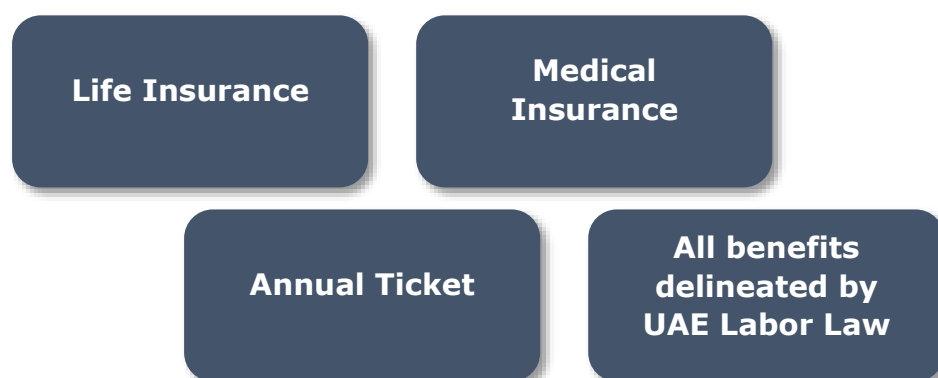 Life Insurance
Medical
Insurance
Annual Ticket
All benefits
delineated by
UAE Labor Law